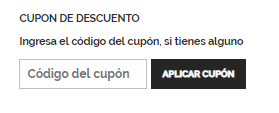 CUPON DE DESCUENTO
Ingresa el código del cupón, si tienes alguno
Código del cupón
APLICAR CUPÓN